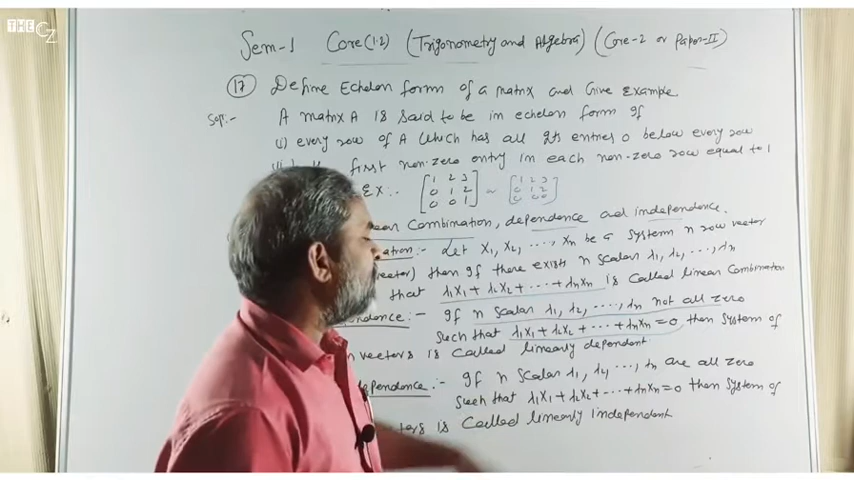 THE CZ
Sem-1 Core(1.2) (Trigonometry and Algebra) (Core-2 or Paper-II)
17 Define Echelon form of a matrix and Give Example
A matrix A is said to be in echelon form if
(i) every row of A which has all its entries 0 below every row
first non-zero entry in each non-zero row equal to 1
Ex:- [1 2 3 0 1 2 0 0 1] ~ [1 2 3 0 1 2 0 0 0]
Combination, dependence and independence.
ation:- Let x1, x2, ...., xn be a system n row vector
vector) then if there exists n scalar λ1, λ2, ...., λn
that λ1x1 + λ2x2 + ... + λnxn is called linear combination
dence:- If n scalar λ1, λ2, ...., λn not all zero
such that λ1x1 + λ2x2 + ... + λnxn = 0 then system of
n vectors is called linearly dependent
dependence:- If n scalar λ1, λ2, ..., λn are all zero
such that λ1x1 + λ2x2 + ... + λnxn = 0 then system of
is called linearly independent